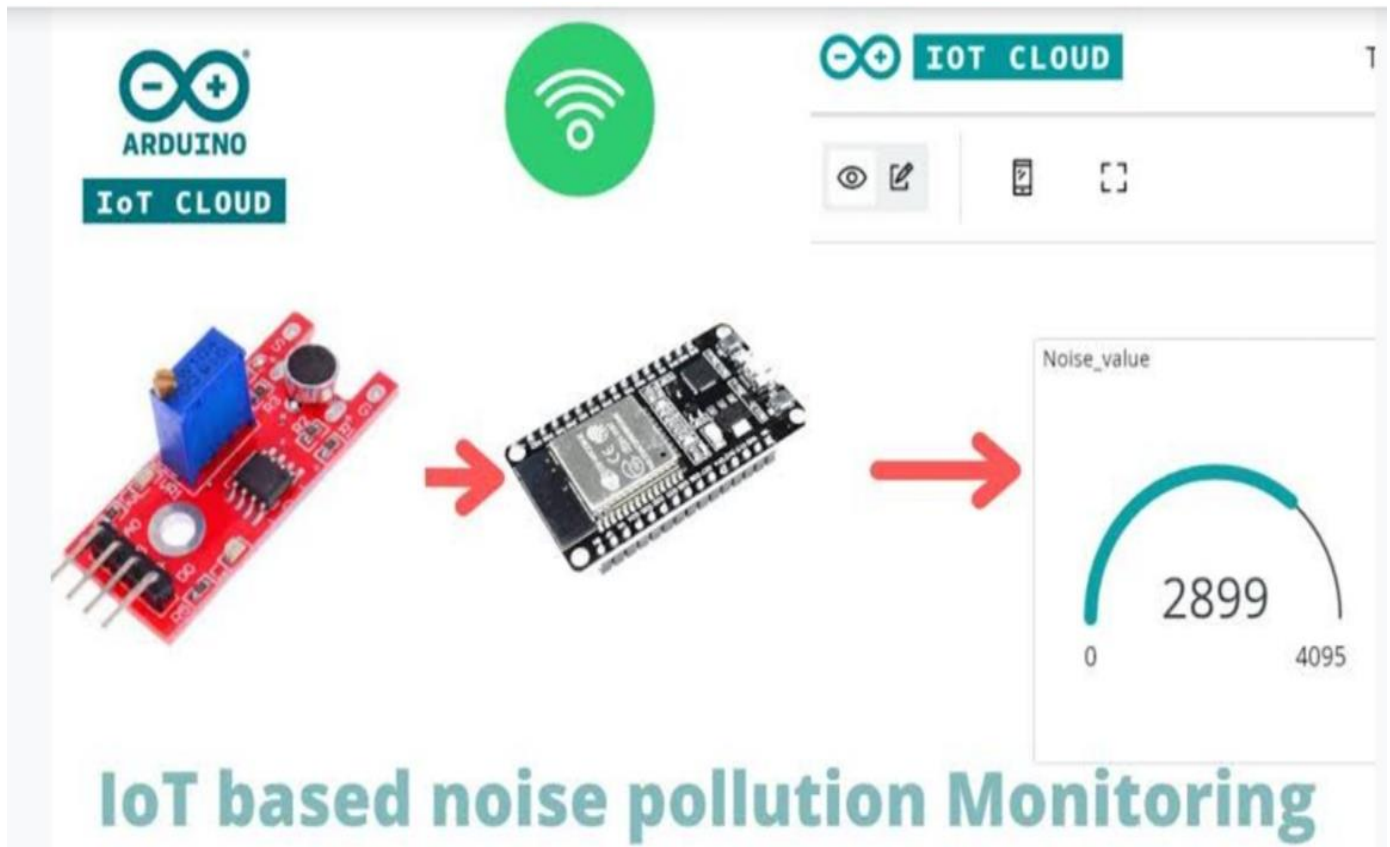 ARDUINO
IoT CLOUD
IOT CLOUD
Noise_value
2899
0
4095
IoT based noise pollution Monitoring